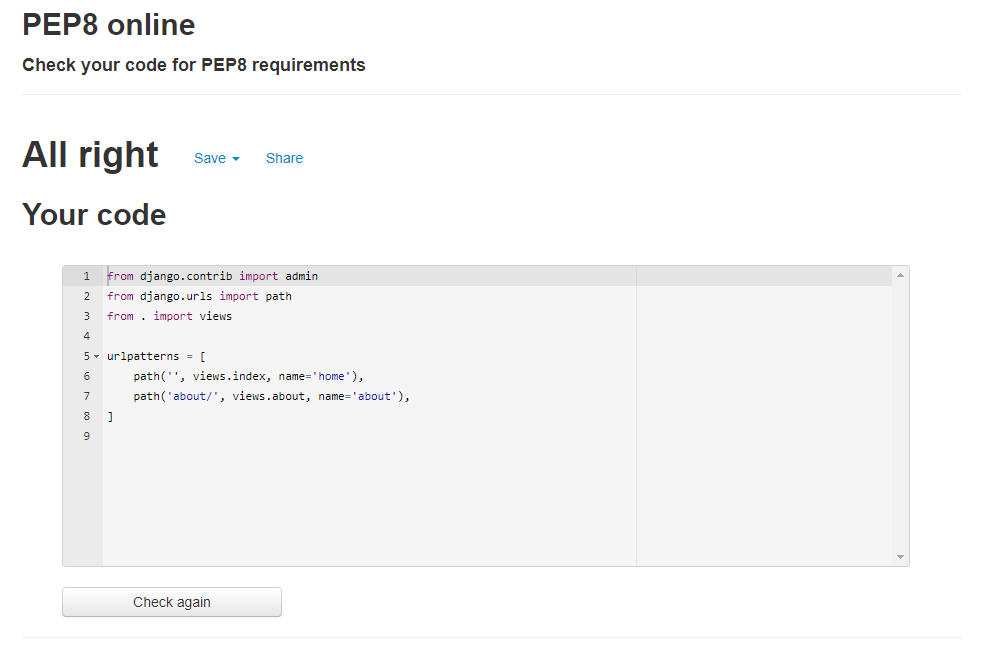 PEP8 online
Check your code for PEP8 requirements
All right Save Share
Your code
1 from django.contrib import admin
2 from django.urls import path
3 from . import views
4
5 urlpatterns = [
6     path('', views.index, name='home'),
7     path('about/', views.about, name='about'),
8 ]
9
Check again